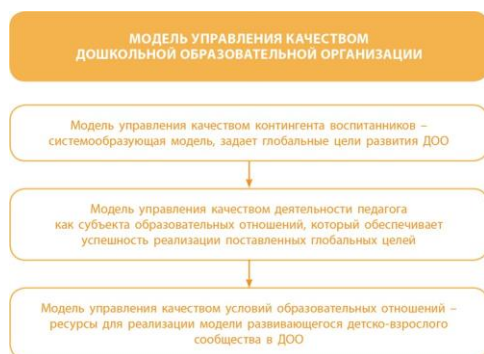 МОДЕЛЬ УПРАВЛЕНИЯ КАЧЕСТВОМ
ДОШКОЛЬНОЙ ОБРАЗОВАТЕЛЬНОЙ ОРГАНИЗАЦИИ
Модель управления качеством контингента воспитанников –
системообразующая модель, задает глобальные цели развития ДОО
Модель управления качеством деятельности педагога
как субъекта образовательных отношений, который обеспечивает
успешность реализации поставленных глобальных целей
Модель управления качеством условий образовательных отношений –
ресурсы для реализации модели развивающегося детско-взрослого
сообщества в ДОО